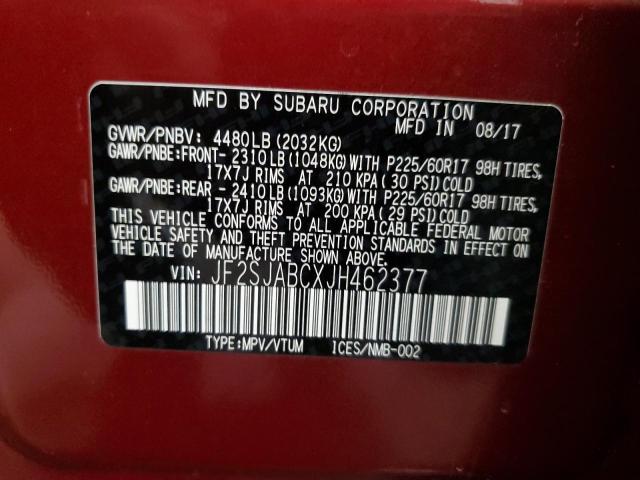 MFD BY SUBARU CORPORATION
MFD IN 08/17
GVWR/PNBV: 4480LB(2032KG)
GAWR/PNBE:FRONT-2310LB(1048KG)WITH P225/60R17 98H TIRES,
17X7J RIMS AT 210 KPA(30 PSI)COLD
GAWR/PNBE:REAR -2410LB(1093KG)WITH P225/60R17 98H TIRES,
17X7J RIMS AT 200 KPA(29 PSI)COLD
THIS VEHICLE CONFORMS TO ALL APPLICABLE FEDERAL MOTOR
VEHICLE SAFETY AND THEFT PREVENTION STANDARDS IN EFFECT ON
THE DATE OF MANUFACTURE SHOWN ABOVE.
VIN: JF2SJABCXJH462377
TYPE:MPV/VTUM ICES/NMB-002